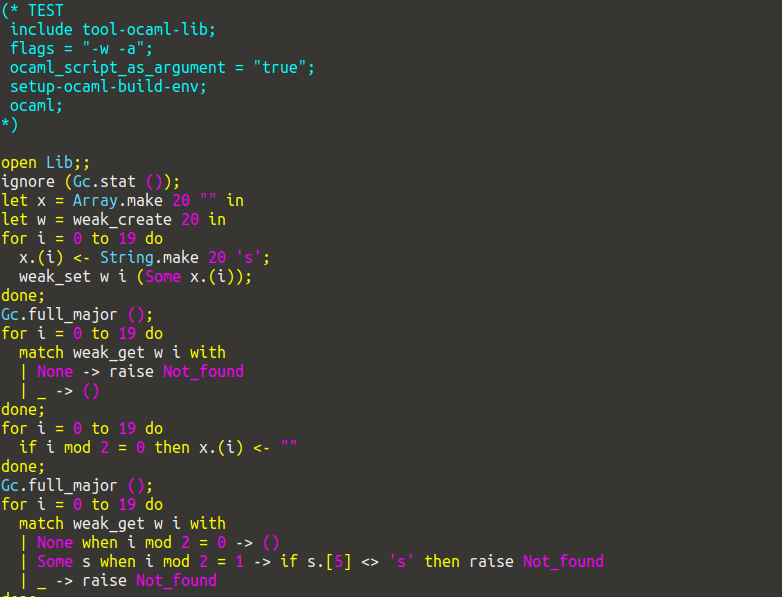 (* TEST
 include tool-ocaml-lib;
 flags = "-w -a";
 ocaml_script_as_argument = "true";
 setup-ocaml-build-env;
 ocaml;
*)

open Lib;;
ignore (Gc.stat ());
let x = Array.make 20 "" in
let w = weak_create 20 in
for i = 0 to 19 do
  x.(i) <- String.make 20 's';
  weak_set w i (Some x.(i));
done;
Gc.full_major ();
for i = 0 to 19 do
  match weak_get w i with
  | None -> raise Not_found
  | _ -> ()
done;
for i = 0 to 19 do
  if i mod 2 = 0 then x.(i) <- ""
done;
Gc.full_major ();
for i = 0 to 19 do
  match weak_get w i with
  | None when i mod 2 = 0 -> ()
  | Some s when i mod 2 = 1 -> if s.[5] <> 's' then raise Not_found
  | _ -> raise Not_found